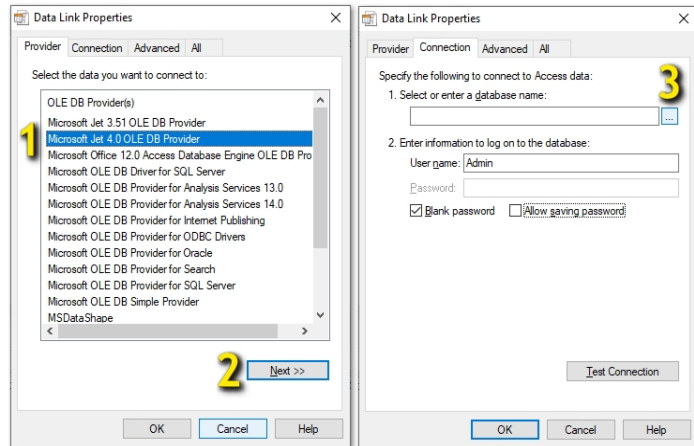 Data Link Properties
Provider Connection Advanced All
Select the data you want to connect to:
OLE DB Provider(s)
Microsoft Jet 3.51 OLE DB Provider
1
Microsoft Jet 4.0 OLE DB Provider
Microsoft Office 12.0 Access Database Engine OLE DB Pro
Microsoft OLE DB Driver for SQL Server
Microsoft OLE DB Provider for Analysis Services 13.0
Microsoft OLE DB Provider for Analysis Services 14.0
Microsoft OLE DB Provider for Internet Publishing
Microsoft OLE DB Provider for ODBC Drivers
Microsoft OLE DB Provider for Oracle
Microsoft OLE DB Provider for Search
Microsoft OLE DB Provider for SQL Server
Microsoft OLE DB Simple Provider
MSDataShape
2
Next >>
OK Cancel Help
Data Link Properties
Provider Connection Advanced All
Specify the following to connect to Access data:
3
1. Select or enter a database name:
...
2. Enter information to log on to the database:
User name: Admin
Password:
Blank password Allow saving password
Test Connection
OK Cancel Help